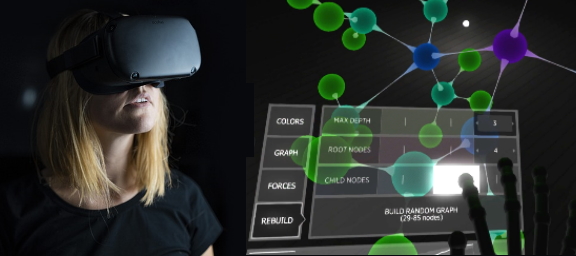 COLORS
GRAPH
FORCES
REBUILD
MAX DEPTH
3
ROOT NODES
4
CHILD NODES
BUILD RANDOM GRAPH
(29-85 nodes)